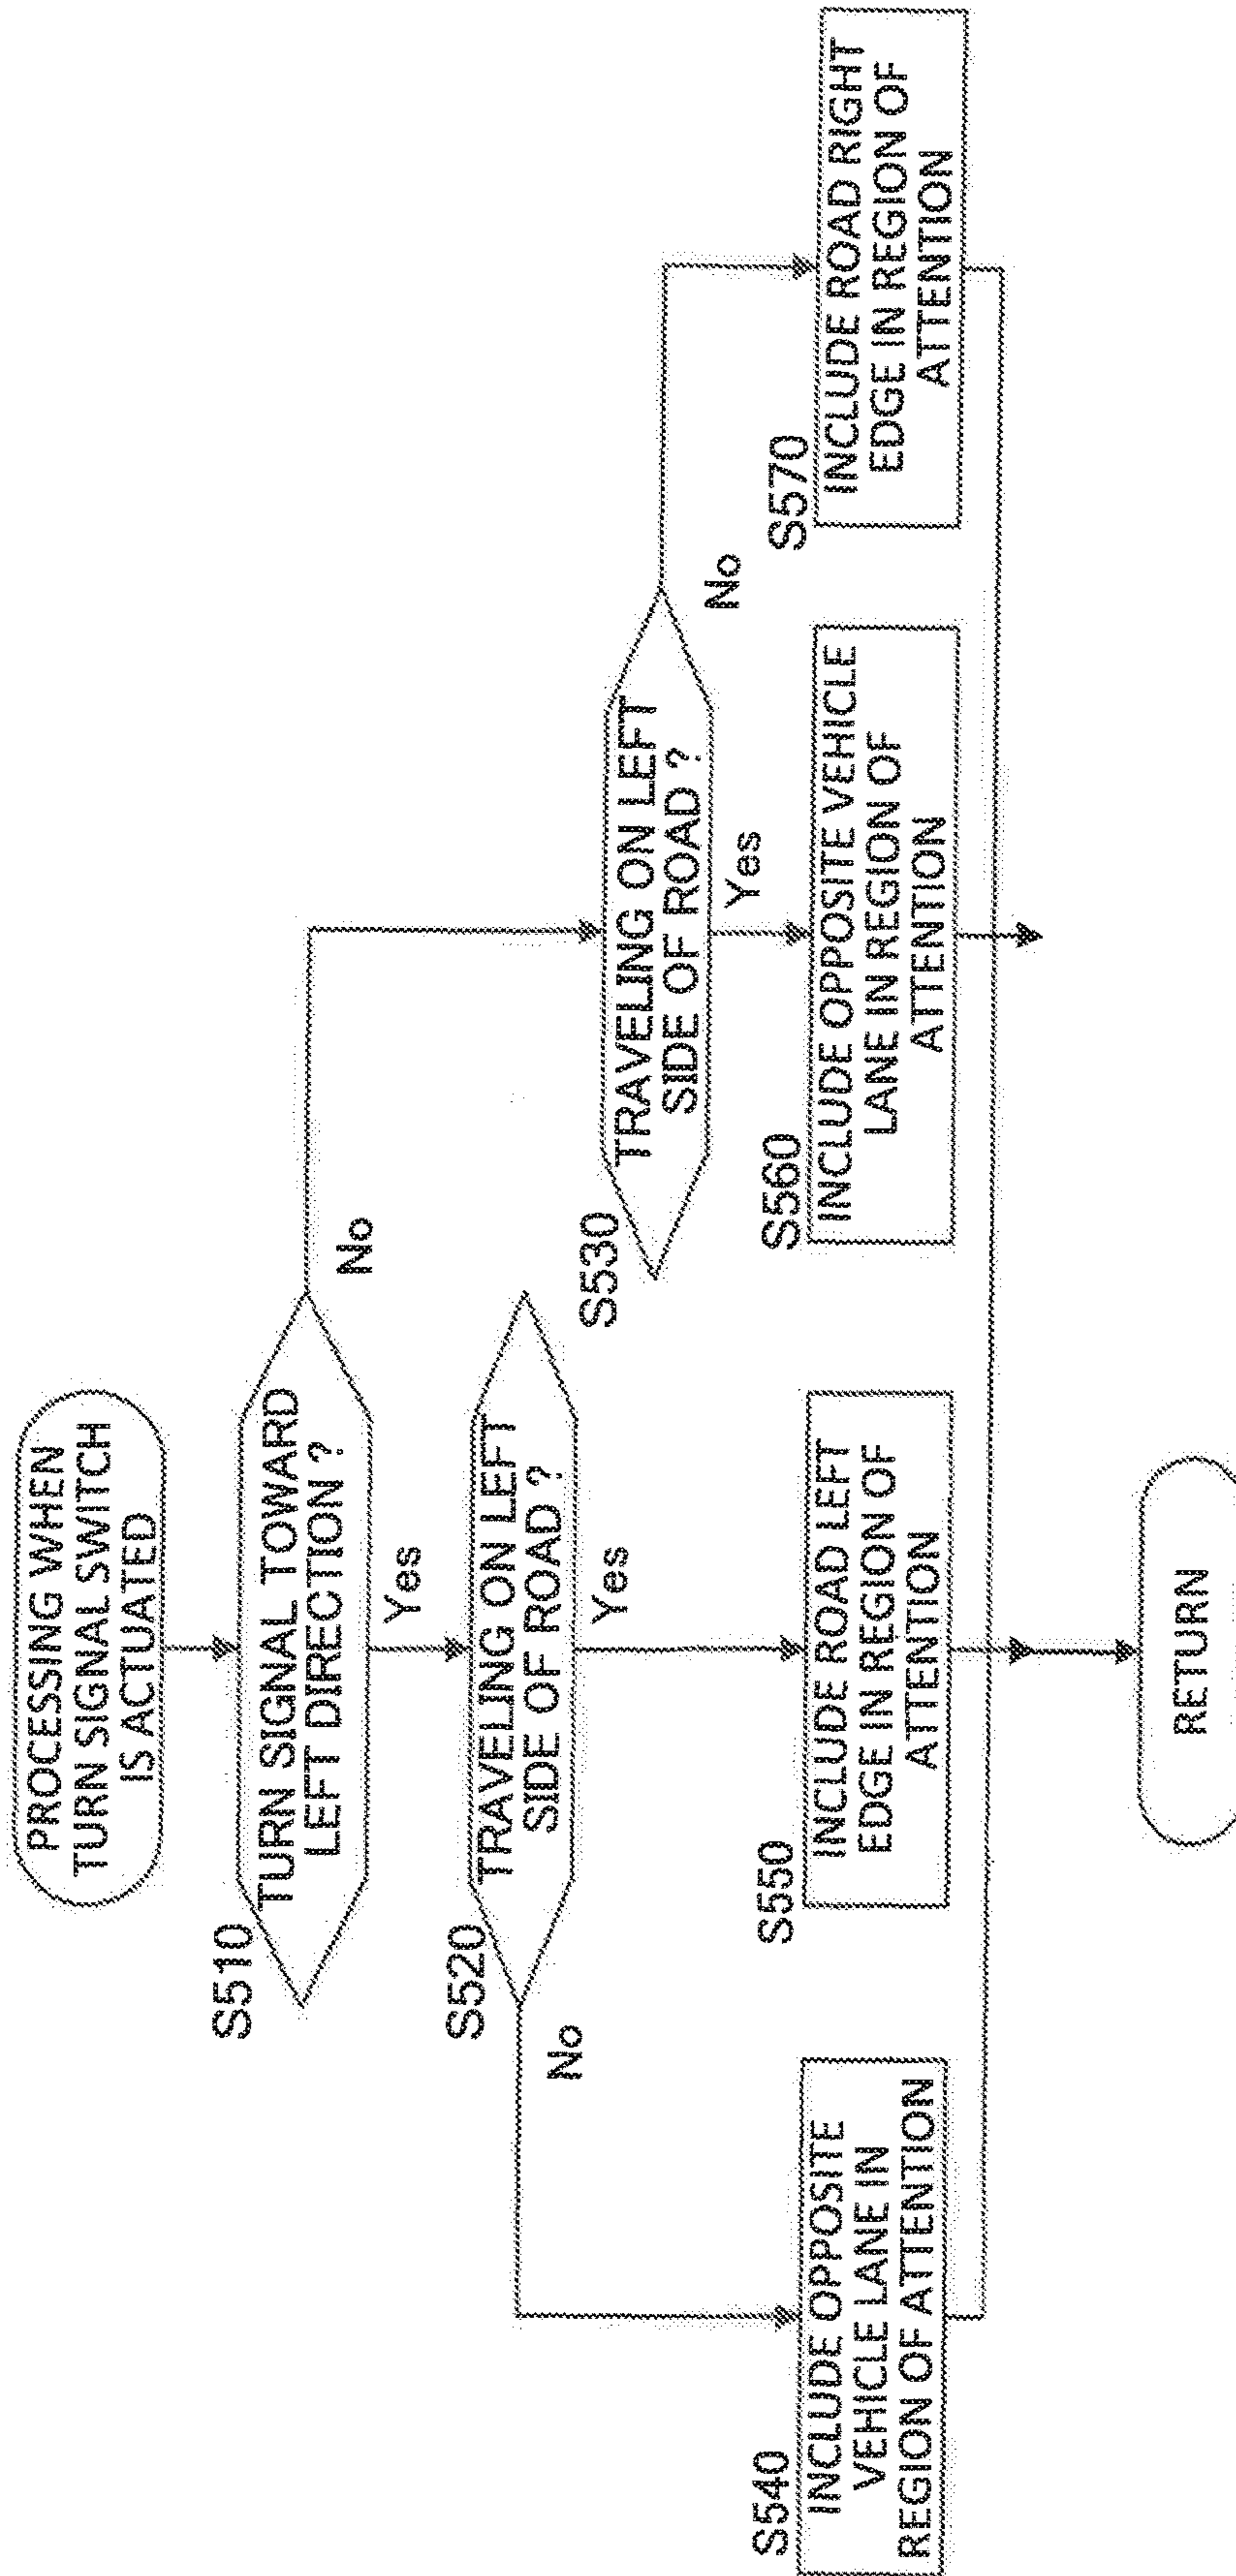 PROCESSING WHEN
TURN SIGNAL SWITCH
IS ACTUATED
S510
TURN SIGNAL TOWARD
LEFT DIRECTION ?
No
Yes
S520
TRAVELING ON LEFT
SIDE OF ROAD ?
No
Yes
S530
TRAVELING ON LEFT
SIDE OF ROAD ?
No
Yes
S540
INCLUDE OPPOSITE
VEHICLE LANE IN
REGION OF ATTENTION
S550
INCLUDE ROAD LEFT
EDGE IN REGION OF
ATTENTION
S560
INCLUDE OPPOSITE VEHICLE
LANE IN REGION OF
ATTENTION
S570
INCLUDE ROAD RIGHT
EDGE IN REGION OF
ATTENTION
RETURN